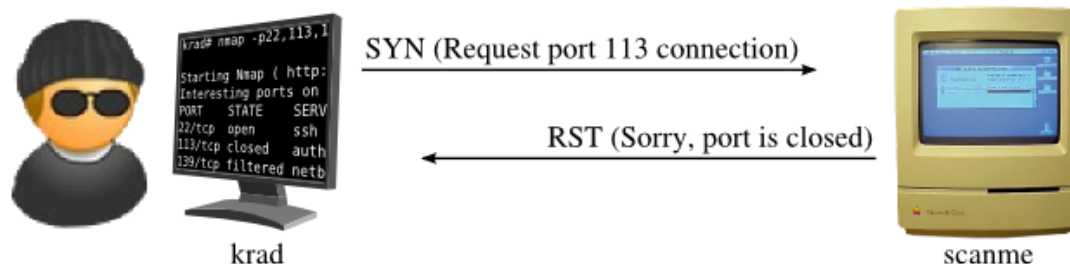 krad# nmap -p22,113,1
Starting Nmap ( http:
Interesting ports on
PORT STATE SERV
22/tcp open ssh
113/tcp closed auth
139/tcp filtered netb
SYN (Request port 113 connection)
RST (Sorry, port is closed)
krad
scanme